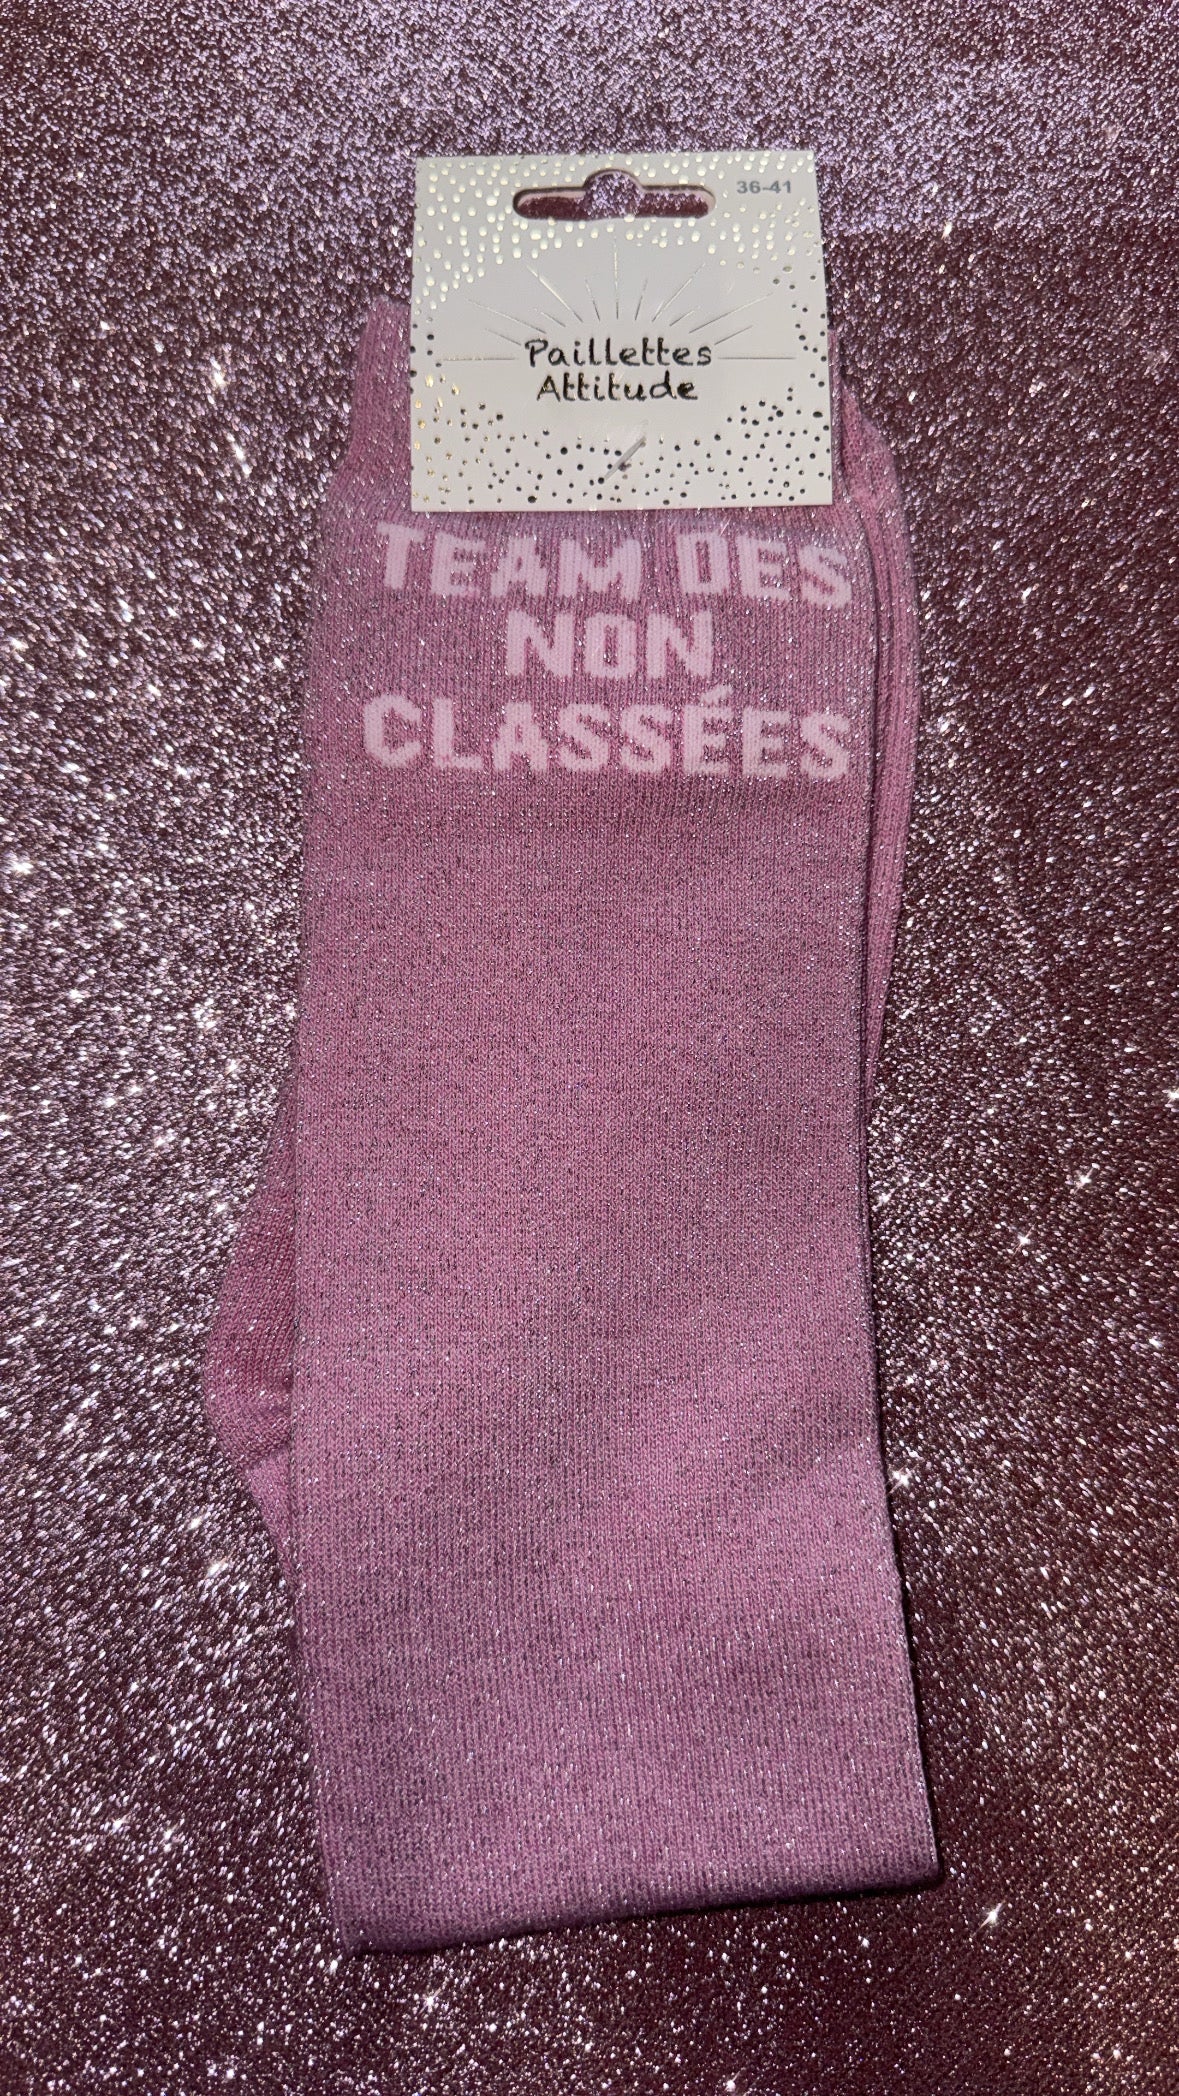 36-41
Paillettes
Attitude
TEAM DES
NON
CLASSÉES